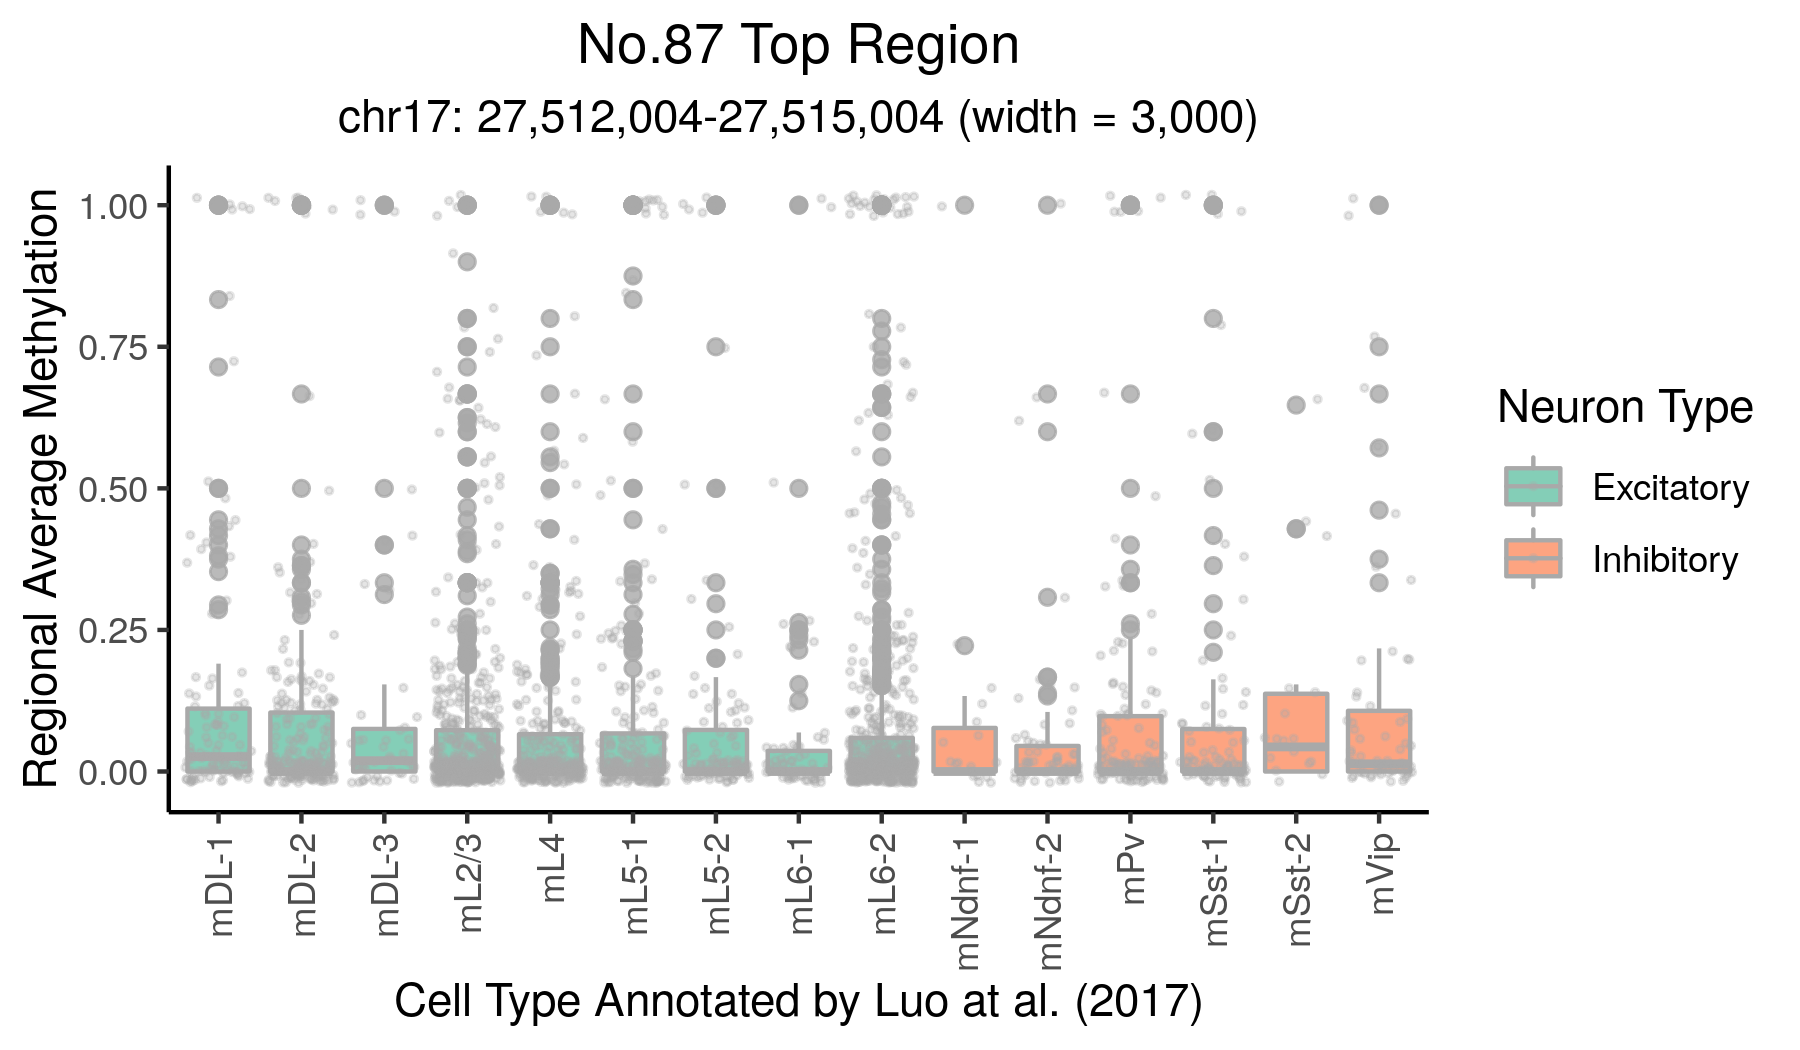 No.87 Top Region
chr17: 27,512,004-27,515,004 (width = 3,000)
Regional Average Methylation
1.00
0.75
0.50
0.25
0.00
mDL-1
mDL-2
mDL-3
mL2/3
mL4
mL5-1
mL5-2
mL6-1
mL6-2
mNdnf-1
mNdnf-2
mPv
mSst-1
mSst-2
mVip
Cell Type Annotated by Luo at al. (2017)
Neuron Type
Excitatory
Inhibitory